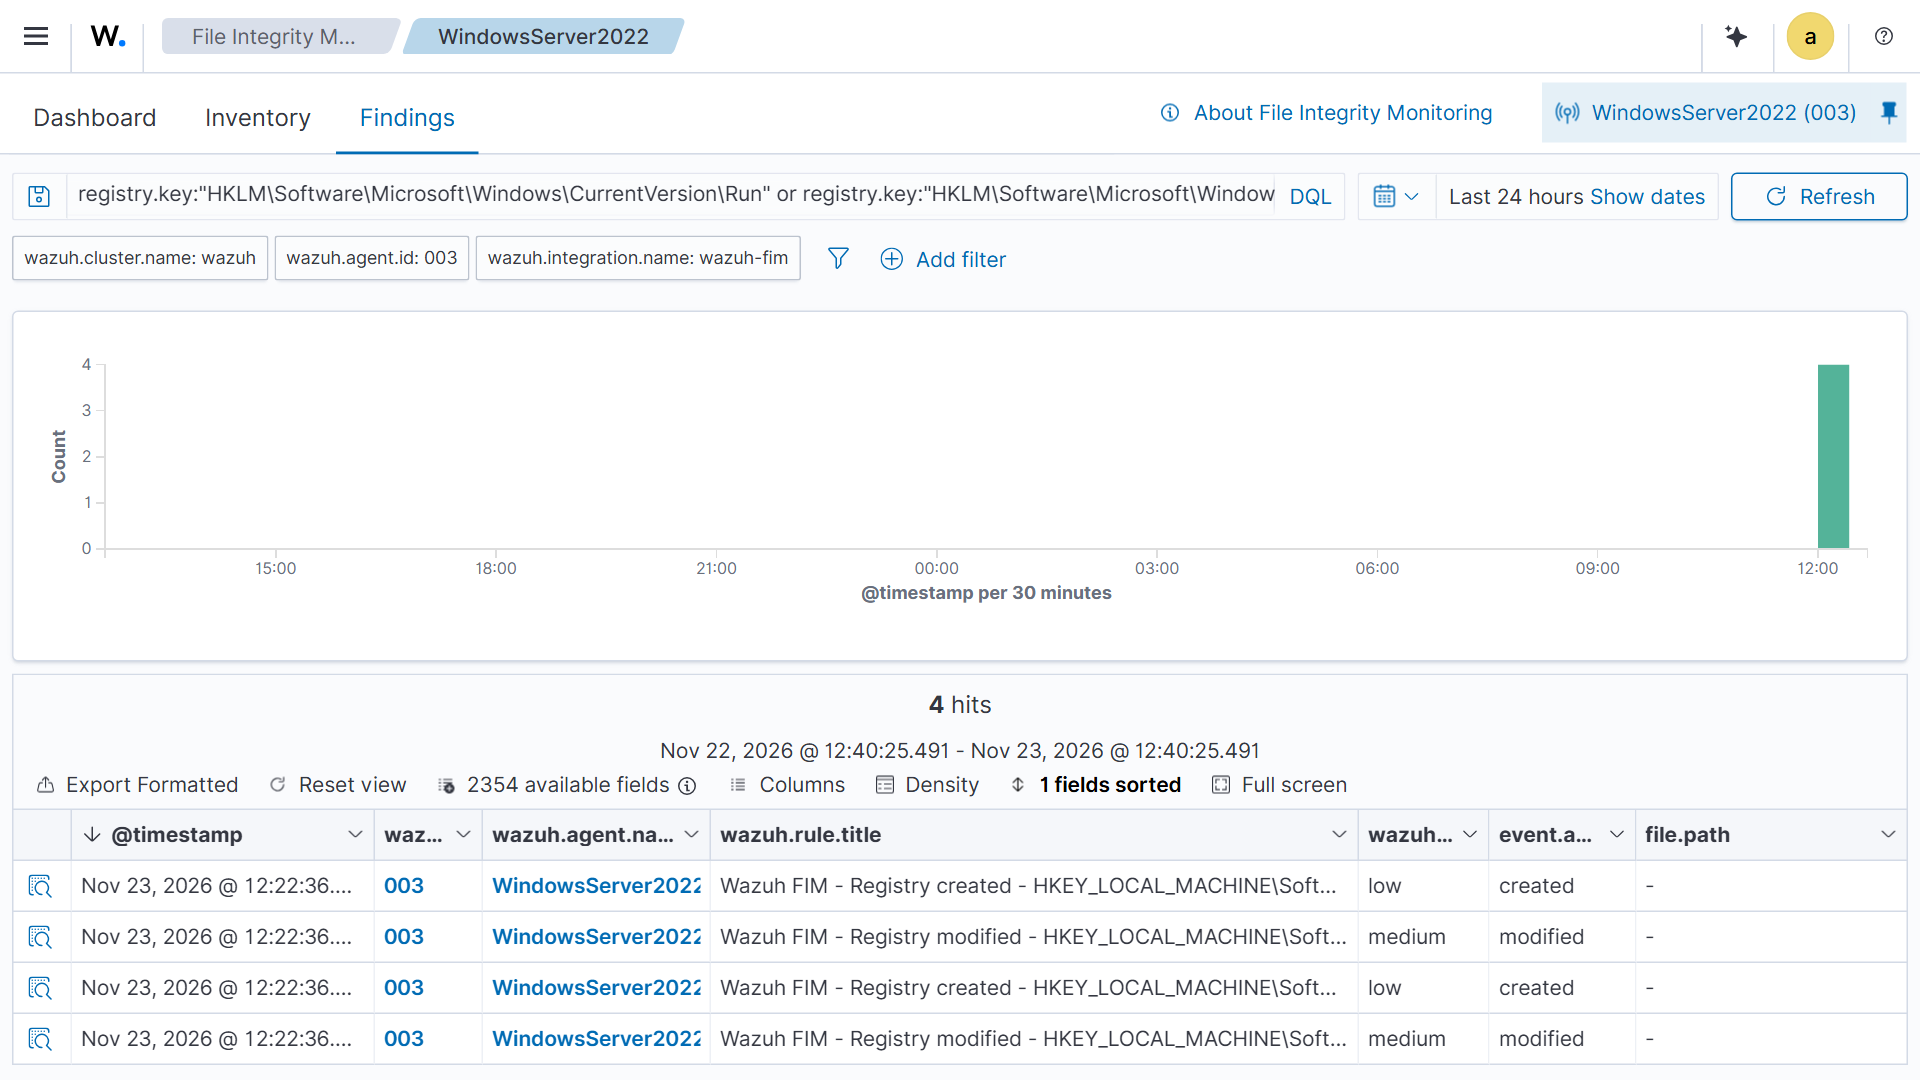 W.
File Integrity M...
WindowsServer2022
a
Dashboard
Inventory
Findings
About File Integrity Monitoring
WindowsServer2022 (003)
registry.key:"HKLM\Software\Microsoft\Windows\CurrentVersion\Run" or registry.key:"HKLM\Software\Microsoft\Window
DQL
Last 24 hours Show dates
Refresh
wazuh.cluster.name: wazuh
wazuh.agent.id: 003
wazuh.integration.name: wazuh-fim
Add filter
Count
4
3
2
1
0
15:00
18:00
21:00
00:00
03:00
06:00
09:00
12:00
@timestamp per 30 minutes
4 hits
Nov 22, 2026 @ 12:40:25.491 - Nov 23, 2026 @ 12:40:25.491
Export Formatted
Reset view
2354 available fields
Columns
Density
1 fields sorted
Full screen
@timestamp waz... wazuh.agent.na... wazuh.rule.title wazuh... event.a... file.path
Nov 23, 2026 @ 12:22:36.... 003 WindowsServer2022 Wazuh FIM - Registry created - HKEY_LOCAL_MACHINE\Soft... low created -
Nov 23, 2026 @ 12:22:36.... 003 WindowsServer2022 Wazuh FIM - Registry modified - HKEY_LOCAL_MACHINE\Soft... medium modified -
Nov 23, 2026 @ 12:22:36.... 003 WindowsServer2022 Wazuh FIM - Registry created - HKEY_LOCAL_MACHINE\Soft... low created -
Nov 23, 2026 @ 12:22:36.... 003 WindowsServer2022 Wazuh FIM - Registry modified - HKEY_LOCAL_MACHINE\Soft... medium modified -